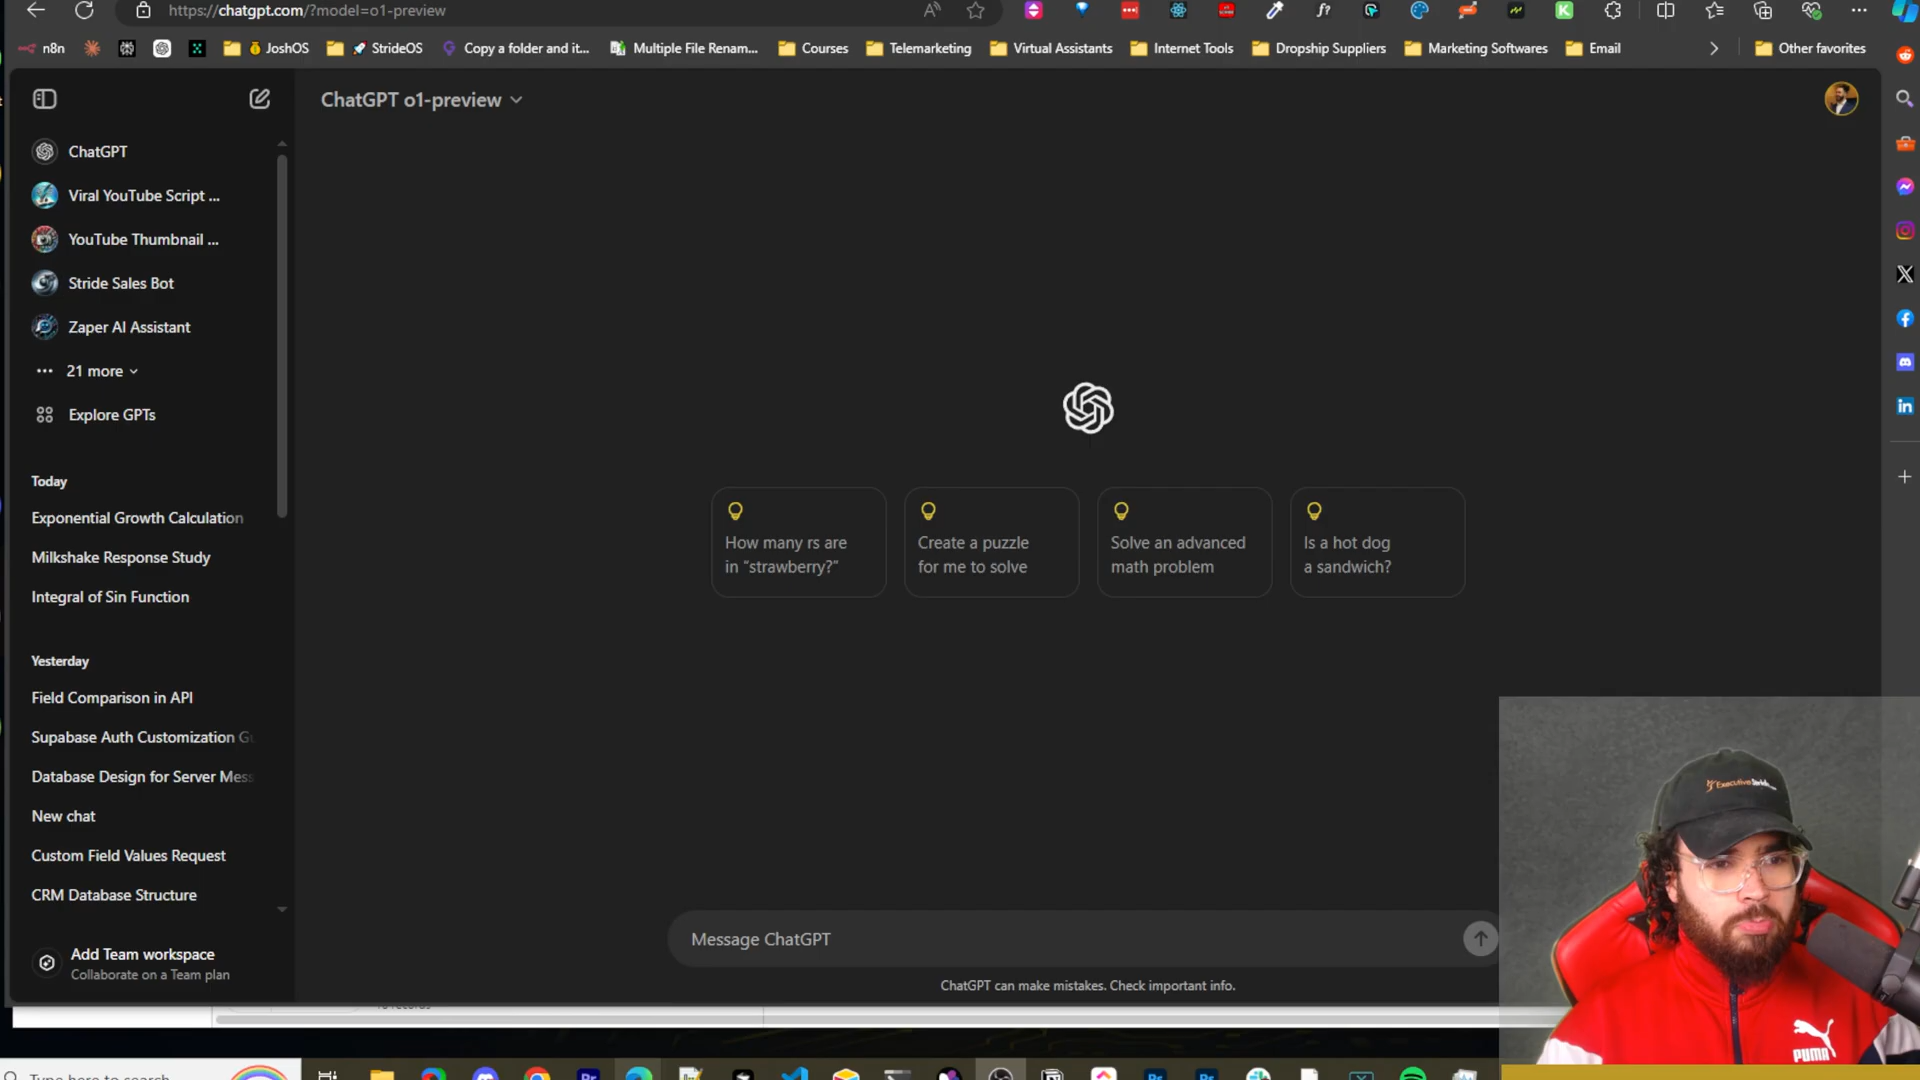 https://chatgpt.com/?model=o1-preview
n8n
JoshOS
StrideOS
Copy a folder and it...
Multiple File Renam...
Courses
Telemarketing
Virtual Assistants
Internet Tools
Dropship Suppliers
Marketing Softwares
Email
Other favorites
ChatGPT o1-preview
ChatGPT
Viral YouTube Script ...
YouTube Thumbnail ...
Stride Sales Bot
Zaper AI Assistant
21 more
Explore GPTs
Today
Exponential Growth Calculation
Milkshake Response Study
Integral of Sin Function
Yesterday
Field Comparison in API
Supabase Auth Customization
Database Design for Server Mess
New chat
Custom Field Values Request
CRM Database Structure
Add Team workspace
Collaborate on a Team plan
How many rs are
in “strawberry?”
Create a puzzle
for me to solve
Solve an advanced
math problem
Is a hot dog
a sandwich?
Message ChatGPT
ChatGPT can make mistakes. Check important info.
PUMA
Type here to search